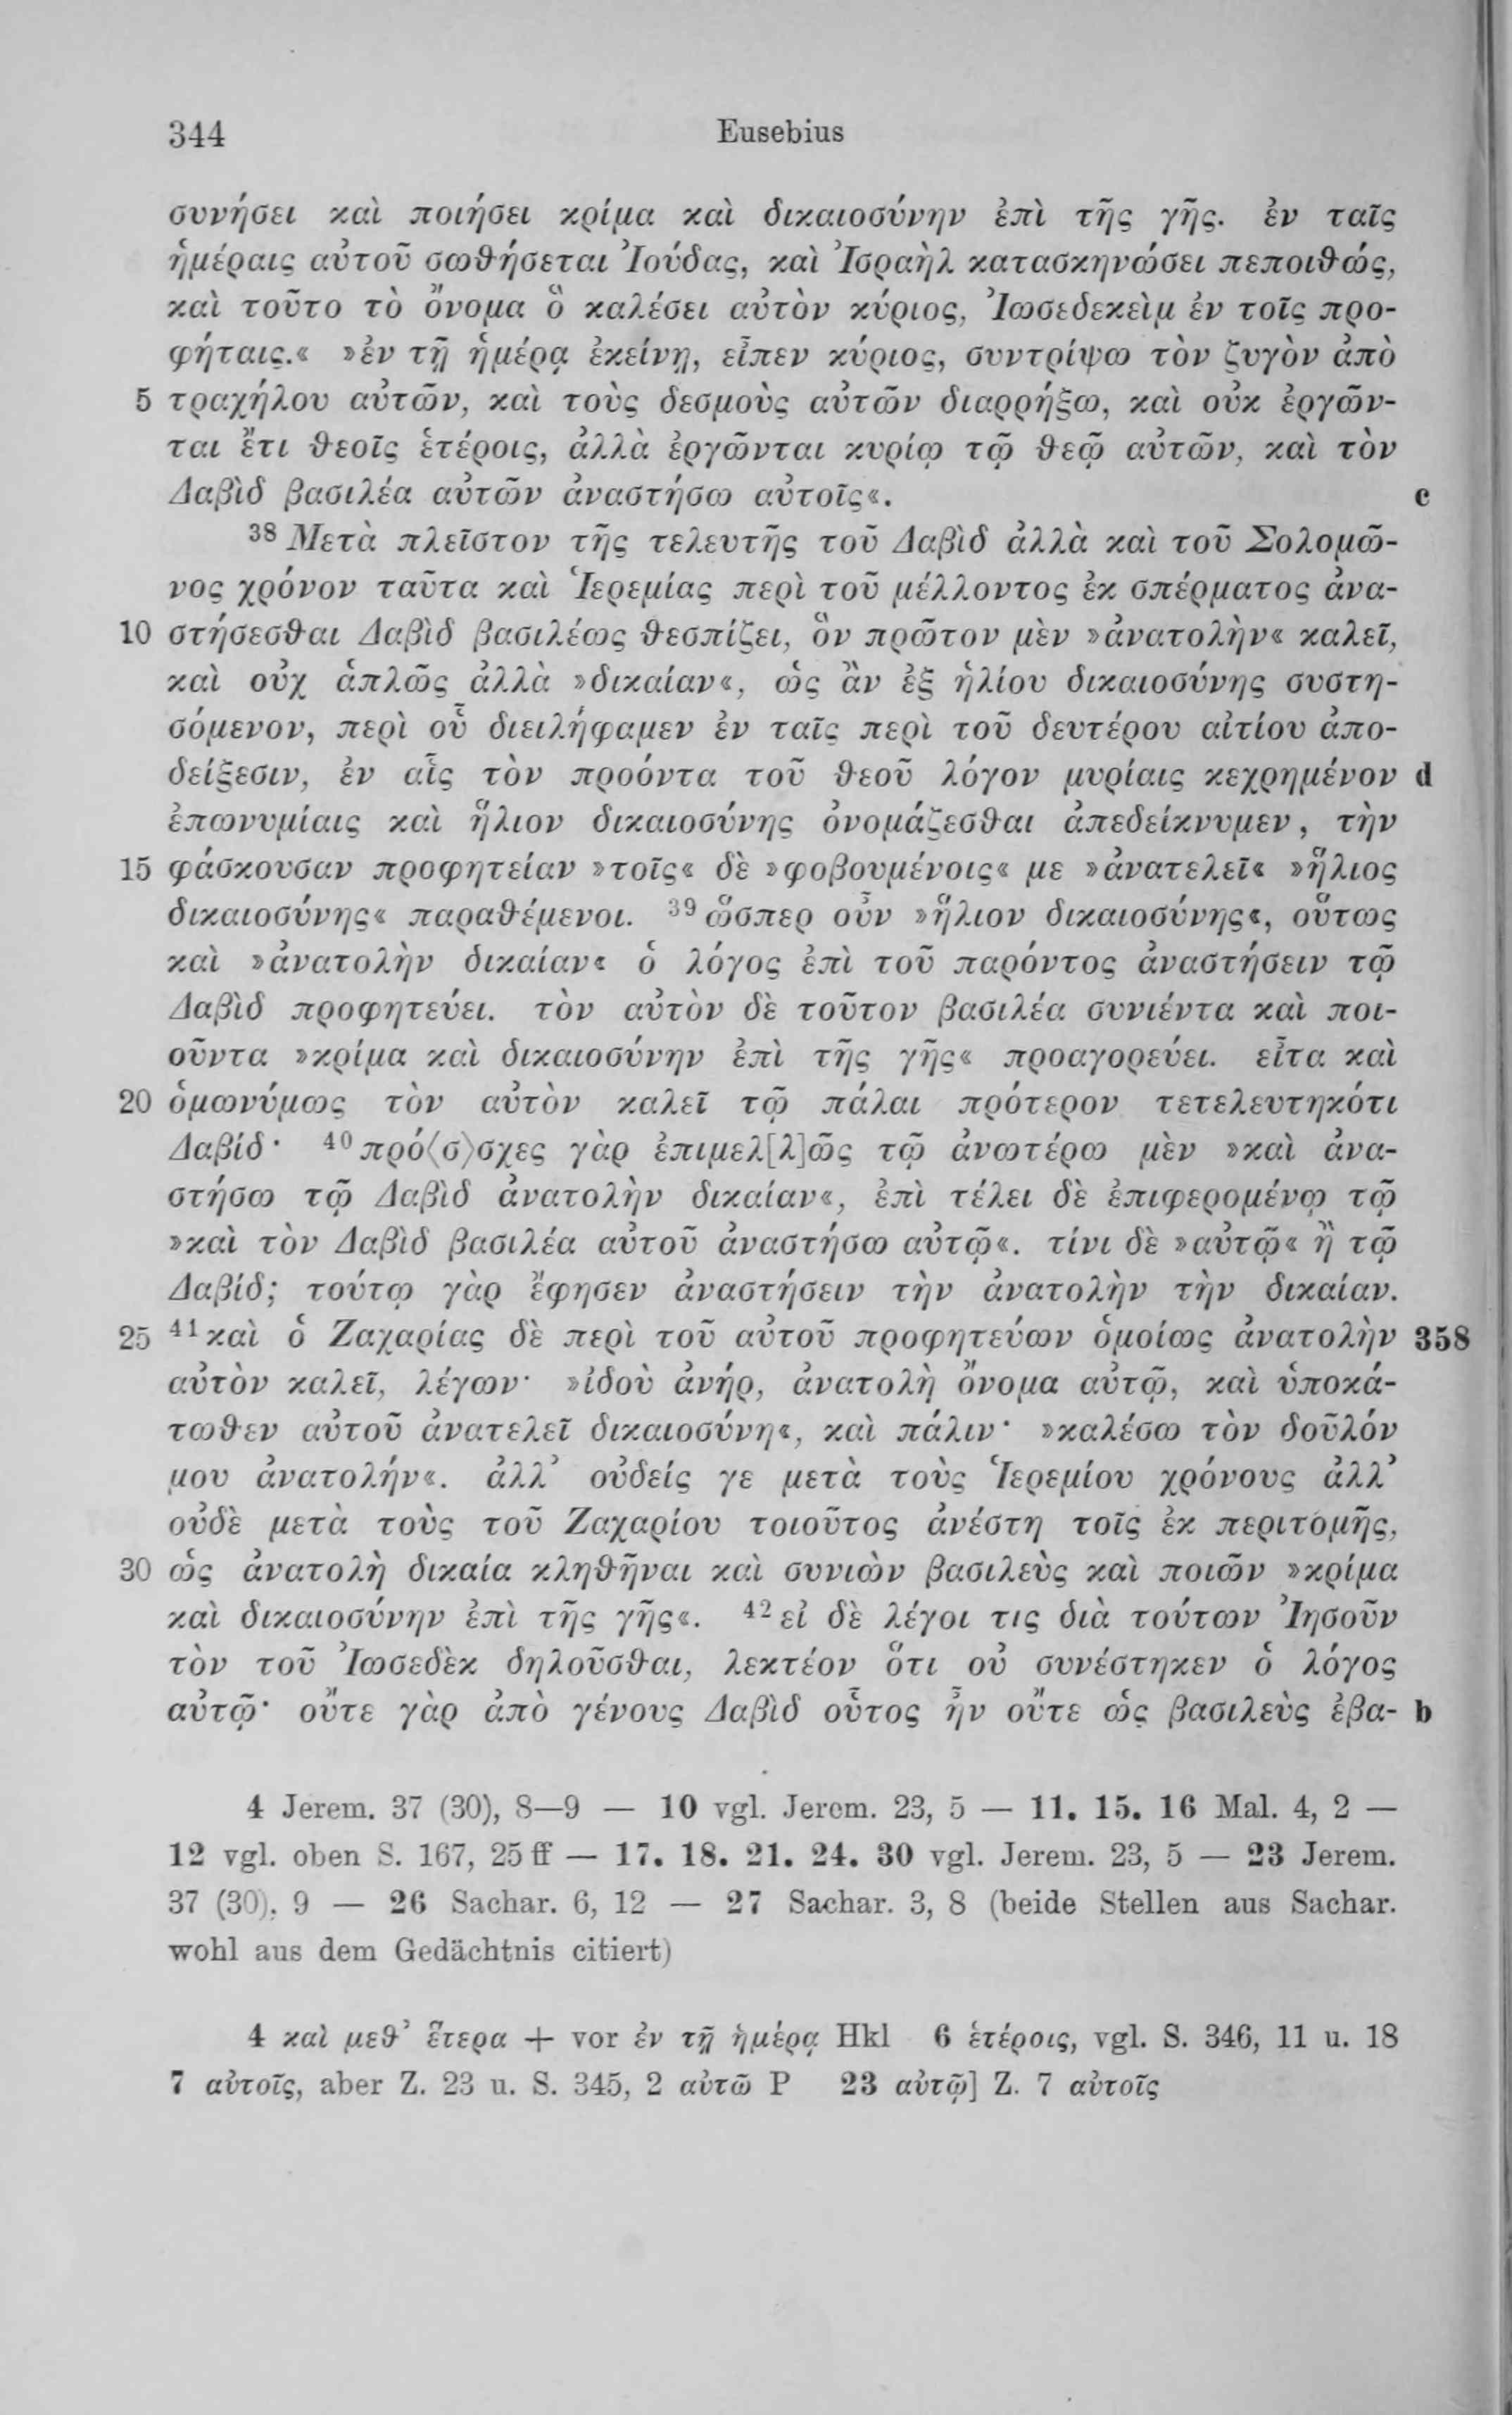 344 Eusebius
συνήσει καὶ ποιήσει κρίμα καὶ δικαιοσύνην ἐπὶ τῆς γῆς. ἐν ταῖς
ἡμέραις αὐτοῦ σωθήσεται Ἰούδας, καὶ Ἰσραὴλ κατασκηνώσει πεποιθώς,
καὶ τοῦτο τὸ ὄνομα ὃ καλέσει αὐτὸν κύριος, Ἰωσεδεκεὶμ ἐν τοῖς προ-
φήταις.« »ἐν τῇ ἡμέρᾳ ἐκείνῃ, εἶπεν κύριος, συντρίψω τὸν ζυγὸν ἀπὸ
5 τραχήλου αὐτῶν, καὶ τοὺς δεσμοὺς αὐτῶν διαρρήξω, καὶ οὐκ ἐργῶν-
ται ἔτι θεοῖς ἑτέροις, ἀλλὰ ἐργῶνται κυρίῳ τῷ θεῷ αὐτῶν, καὶ τὸν
Δαβὶδ βασιλέα αὐτῶν ἀναστήσω αὐτοῖς«. c
³⁸ Μετὰ πλεῖστον τῆς τελευτῆς τοῦ Δαβὶδ ἀλλὰ καὶ τοῦ Σολομῶ-
νος χρόνον ταῦτα καὶ Ἱερεμίας περὶ τοῦ μέλλοντος ἐκ σπέρματος ἀνα-
10 στήσεσθαι Δαβὶδ βασιλέως θεσπίζει, ὃν πρῶτον μὲν »ἀνατολὴν« καλεῖ,
καὶ οὐχ ἁπλῶς ἀλλὰ »δικαίαν«, ὡς ἂν ἐξ ἡλίου δικαιοσύνης συστη-
σόμενον, περὶ οὗ διειλήφαμεν ἐν ταῖς περὶ τοῦ δευτέρου αἰτίου ἀπο-
δείξεσιν, ἐν αἷς τὸν προόντα τοῦ θεοῦ λόγον μυρίαις κεχρημένον d
ἐπωνυμίαις καὶ ἥλιον δικαιοσύνης ὀνομάζεσθαι ἀπεδείκνυμεν, τὴν
15 φάσκουσαν προφητείαν »τοῖς« δὲ »φοβουμένοις« με »ἀνατελεῖ« »ἥλιος
δικαιοσύνης« παραθέμενοι. ³⁹ ὥσπερ οὖν »ἥλιον δικαιοσύνης«, οὕτως
καὶ »ἀνατολὴν δικαίαν« ὁ λόγος ἐπὶ τοῦ παρόντος ἀναστήσειν τῷ
Δαβὶδ προφητεύει. τὸν αὐτὸν δὲ τοῦτον βασιλέα συνιέντα καὶ ποι-
οῦντα »κρίμα καὶ δικαιοσύνην ἐπὶ τῆς γῆς« προαγορεύει. εἶτα καὶ
20 ὁμωνύμως τὸν αὐτὸν καλεῖ τῷ πάλαι πρότερον τετελευτηκότι
Δαβίδ· ⁴⁰ πρό⟨σ⟩σχες γὰρ ἐπιμελ[λ]ῶς τῷ ἀνωτέρω μὲν »καὶ ἀνα-
στήσω τῷ Δαβὶδ ἀνατολὴν δικαίαν«, ἐπὶ τέλει δὲ ἐπιφερομένῳ τῷ
»καὶ τὸν Δαβὶδ βασιλέα αὐτοῦ ἀναστήσω αὐτῷ«. τίνι δὲ »αὐτῷ« ἢ τῷ
Δαβίδ; τούτῳ γὰρ ἔφησεν ἀναστήσειν τὴν ἀνατολὴν τὴν δικαίαν.
25 ⁴¹ καὶ ὁ Ζαχαρίας δὲ περὶ τοῦ αὐτοῦ προφητεύων ὁμοίως ἀνατολὴν 358
αὐτὸν καλεῖ, λέγων· »ἰδοὺ ἀνήρ, ἀνατολὴ ὄνομα αὐτῷ, καὶ ὑποκά-
τωθεν αὐτοῦ ἀνατελεῖ δικαιοσύνη«, καὶ πάλιν· »καλέσω τὸν δοῦλόν
μου ἀνατολήν«. ἀλλ’ οὐδείς γε μετὰ τοὺς Ἱερεμίου χρόνους ἀλλ’
οὐδὲ μετὰ τοὺς τοῦ Ζαχαρίου τοιοῦτος ἀνέστη τοῖς ἐκ περιτομῆς,
30 ὡς ἀνατολὴ δικαία κληθῆναι καὶ συνιὼν βασιλεὺς καὶ ποιῶν »κρίμα
καὶ δικαιοσύνην ἐπὶ τῆς γῆς«. ⁴² εἰ δὲ λέγοι τις διὰ τούτων Ἰησοῦν
τὸν τοῦ Ἰωσεδὲκ δηλοῦσθαι, λεκτέον ὅτι οὐ συνέστηκεν ὁ λόγος
αὐτῷ· οὔτε γὰρ ἀπὸ γένους Δαβὶδ οὗτος ἦν οὔτε ὡς βασιλεὺς ἐβα- b
4 Jerem. 37 (30), 8—9 — 10 vgl. Jerem. 23, 5 — 11. 15. 16 Mal. 4, 2 —
12 vgl. oben S. 167, 25 ff — 17. 18. 21. 24. 30 vgl. Jerem. 23, 5 — 23 Jerem.
37 (30), 9 — 26 Sachar. 6, 12 — 27 Sachar. 3, 8 (beide Stellen aus Sachar.
wohl aus dem Gedächtnis citiert)
4 καὶ μεθ’ ἕτερα + vor ἐν τῇ ἡμέρᾳ Hkl 6 ἑτέροις, vgl. S. 346, 11 u. 18
7 αὐτοῖς, aber Z. 23 u. S. 345, 2 αὐτῶ P 23 αὐτῷ] Z. 7 αὐτοῖς